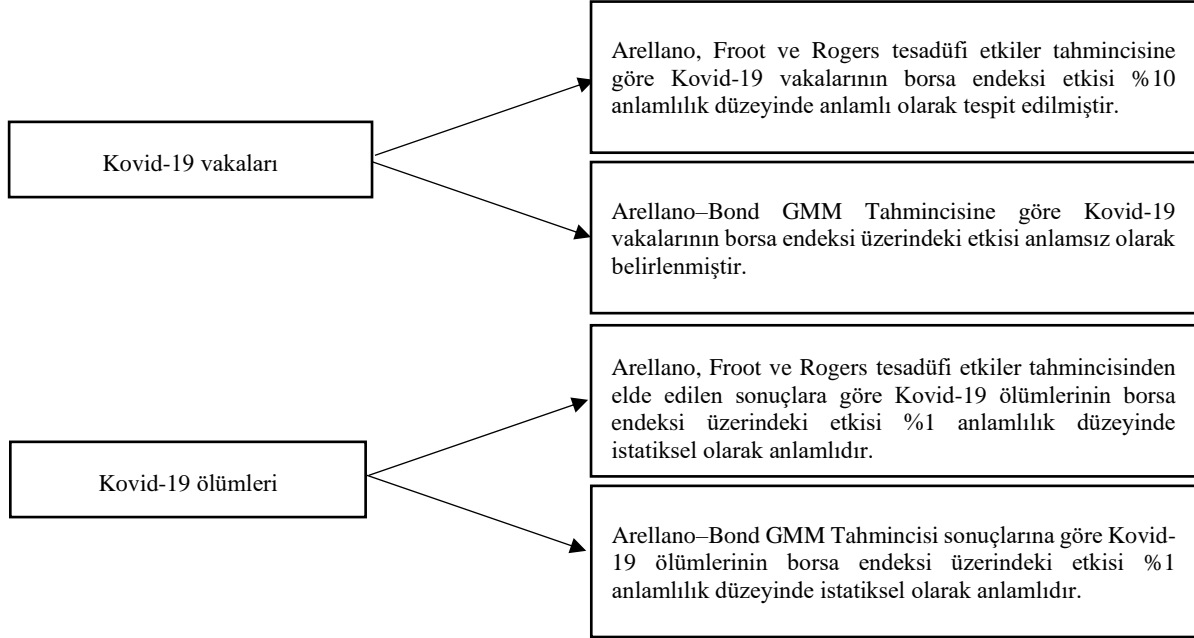 Kovid-19 vakaları
Arellano, Froot ve Rogers tesadüfi etkiler tahmincisine
göre Kovid-19 vakalarının borsa endeksi etkisi %10
anlamlılık düzeyinde anlamlı olarak tespit edilmiştir.
Arellano–Bond GMM Tahmincisine göre Kovid-19
vakalarının borsa endeksi üzerindeki etkisi anlamsız olarak
belirlenmiştir.
Kovid-19 ölümleri
Arellano, Froot ve Rogers tesadüfi etkiler tahmincisinden
elde edilen sonuçlara göre Kovid-19 ölümlerinin borsa
endeksi üzerindeki etkisi %1 anlamlılık düzeyinde
istatiksel olarak anlamlıdır.
Arellano–Bond GMM Tahmincisi sonuçlarına göre Kovid-
19 ölümlerinin borsa endeksi üzerindeki etkisi %1
anlamlılık düzeyinde istatiksel olarak anlamlıdır.